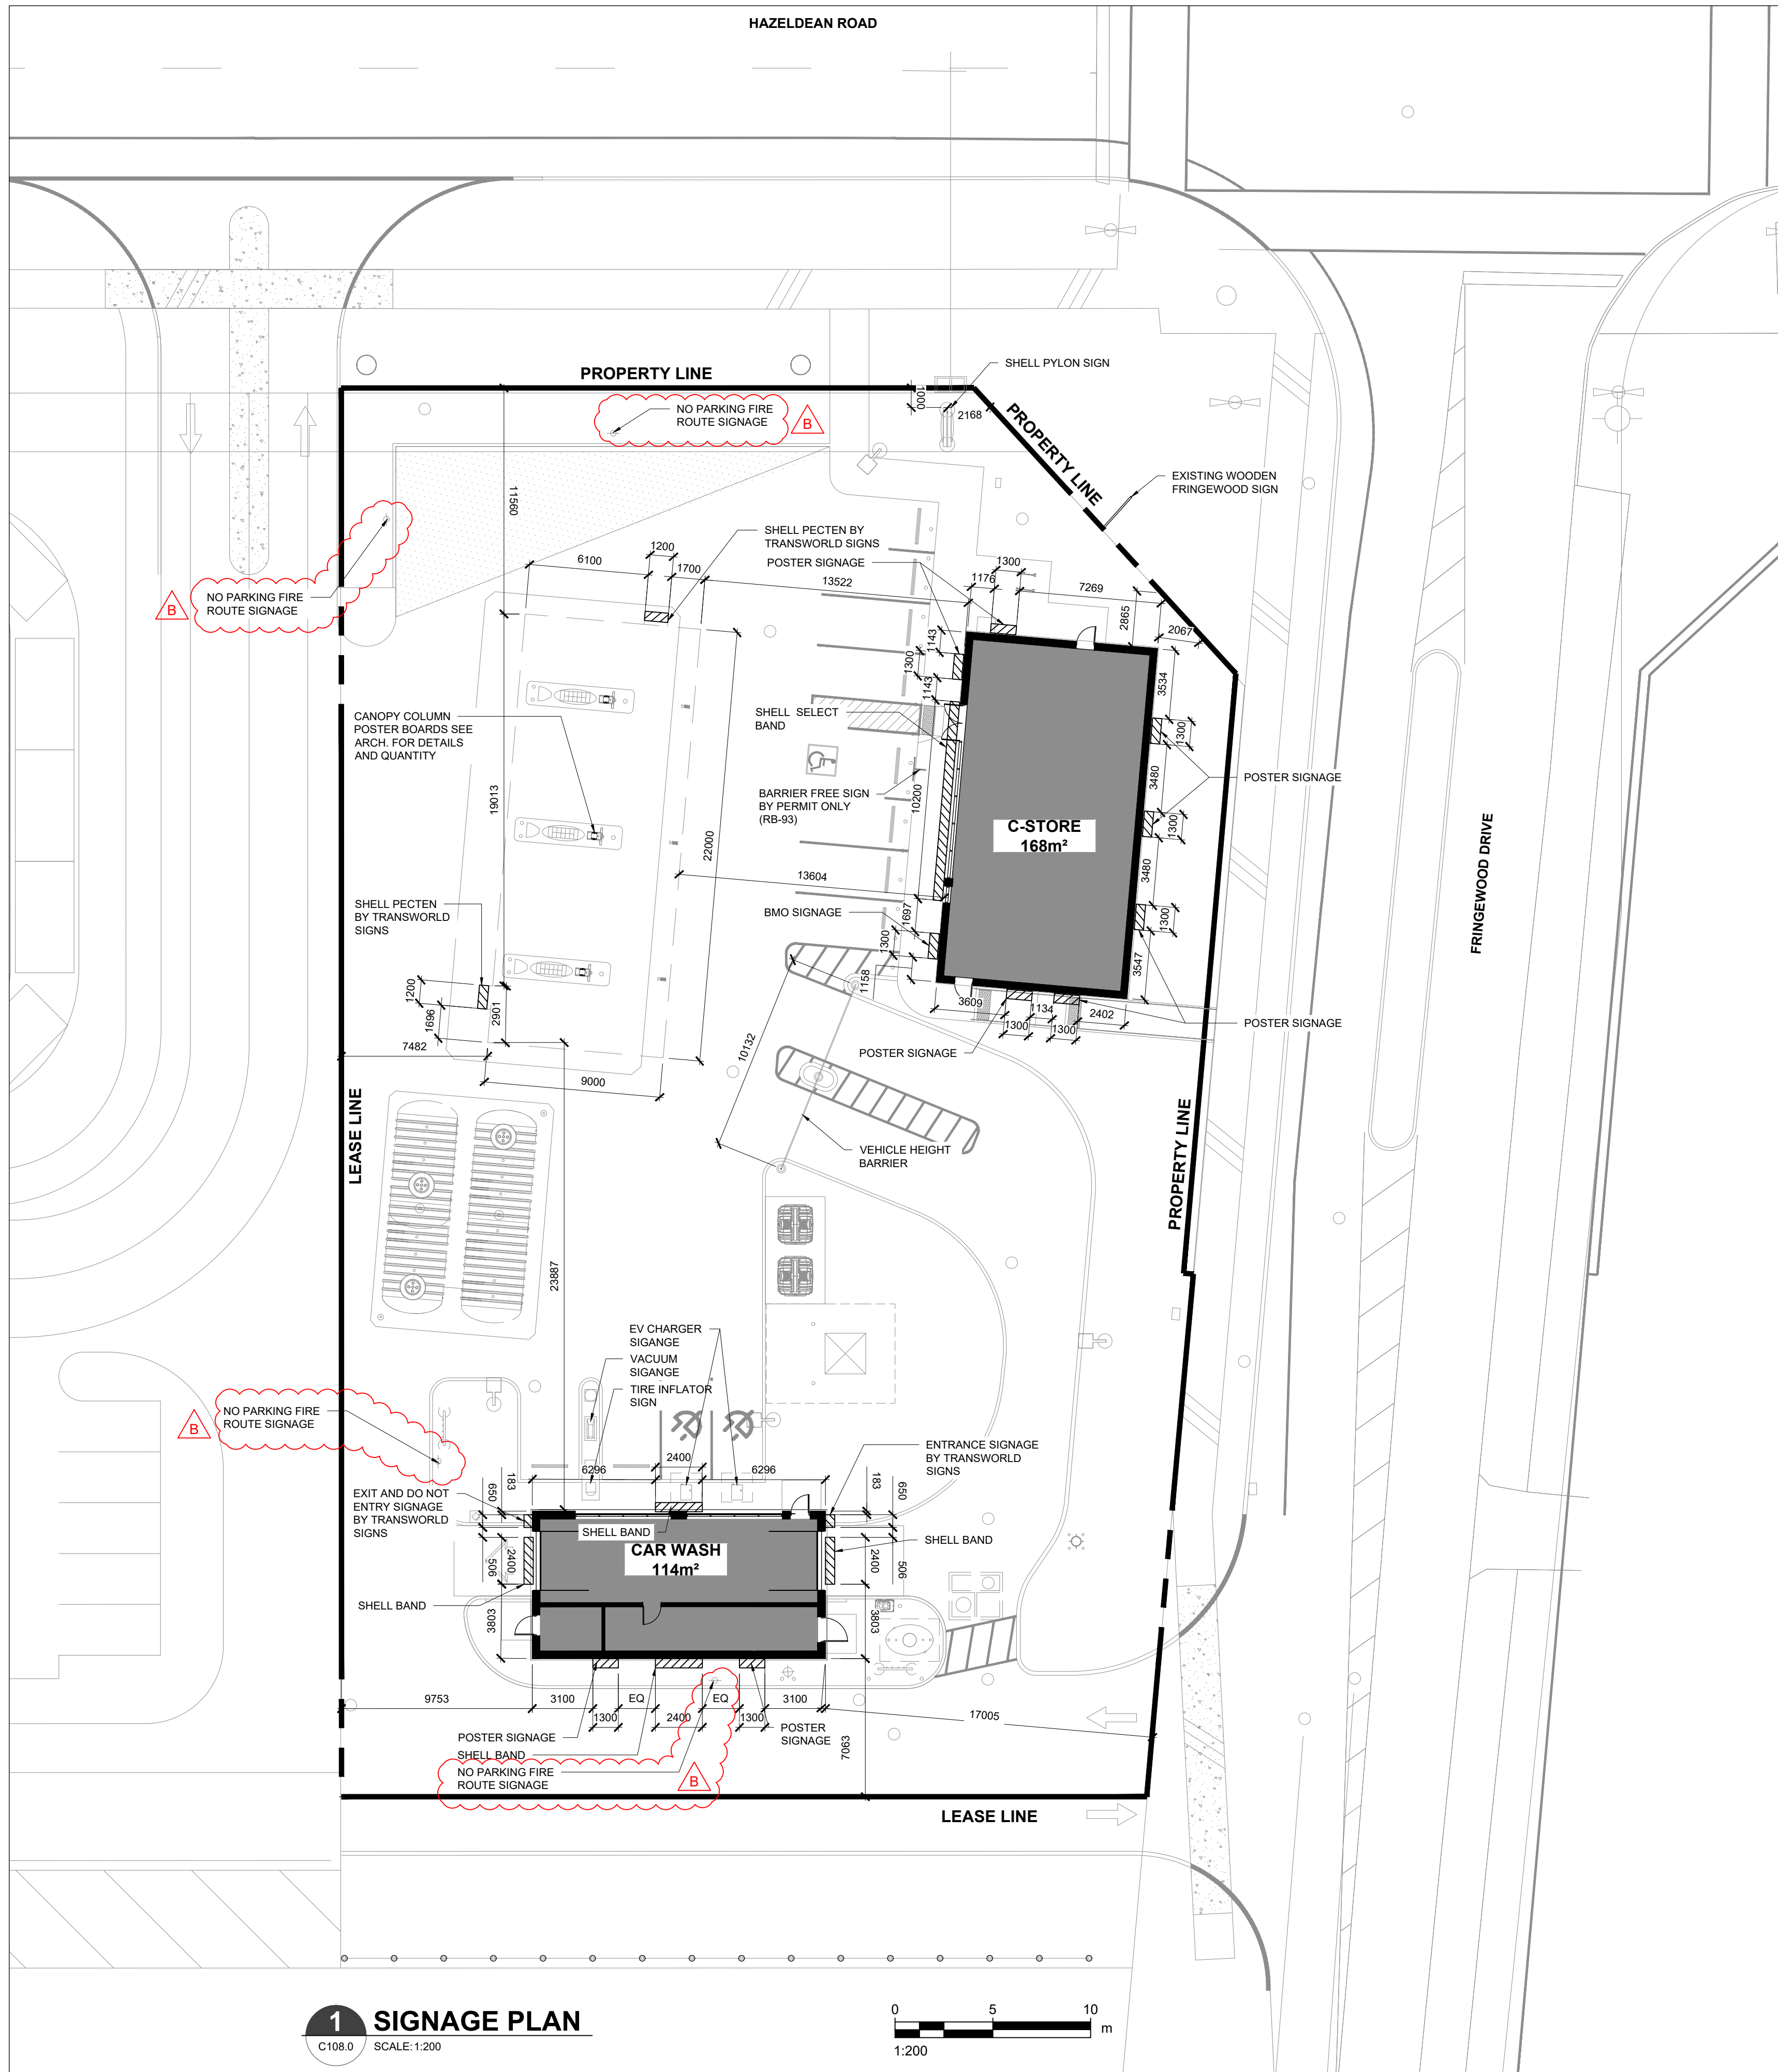 HAZELDEAN ROAD
PROPERTY LINE
SHELL PYLON SIGN
1000
2168
NO PARKING FIRE
ROUTE SIGNAGE
B
PROPERTY LINE
EXISTING WOODEN
FRINGEWOOD SIGN
11560
SHELL PECTEN BY
TRANSWORLD SIGNS
1200
6100
1700
POSTER SIGNAGE
13522
1300
1176
7269
NO PARKING FIRE
ROUTE SIGNAGE
B
2865
2067
1143
1300
1143
3534
CANOPY COLUMN
POSTER BOARDS SEE
ARCH. FOR DETAILS
AND QUANTITY
SHELL SELECT
BAND
1300
POSTER SIGNAGE
3480
19013
BARRIER FREE SIGN
BY PERMIT ONLY
(RB-93)
10200
C-STORE
168m²
1300
22000
3480
13604
FRINGEWOOD DRIVE
SHELL PECTEN
BY TRANSWORLD
SIGNS
BMO SIGNAGE
1697
1300
1300
3547
1158
1200
1696
2901
3609
1134
2402
1300
1300
POSTER SIGNAGE
POSTER SIGNAGE
7482
10132
9000
LEASE LINE
VEHICLE HEIGHT
BARRIER
PROPERTY LINE
23887
EV CHARGER
SIGANGE
VACUUM
SIGANGE
TIRE INFLATOR
SIGN
NO PARKING FIRE
ROUTE SIGNAGE
B
ENTRANCE SIGNAGE
BY TRANSWORLD
SIGNS
2400
6296
6296
183
650
183
650
EXIT AND DO NOT
ENTRY SIGNAGE
BY TRANSWORLD
SIGNS
SHELL BAND
SHELL BAND
CAR WASH
114m²
2400
506
2400
506
SHELL BAND
3803
3803
9753
3100
EQ
EQ
3100
17005
1300
2400
1300
POSTER SIGNAGE
POSTER
SIGNAGE
SHELL BAND
7063
NO PARKING FIRE
ROUTE SIGNAGE
B
LEASE LINE
1
SIGNAGE PLAN
C108.0
SCALE: 1:200
0 5 10
m
1:200